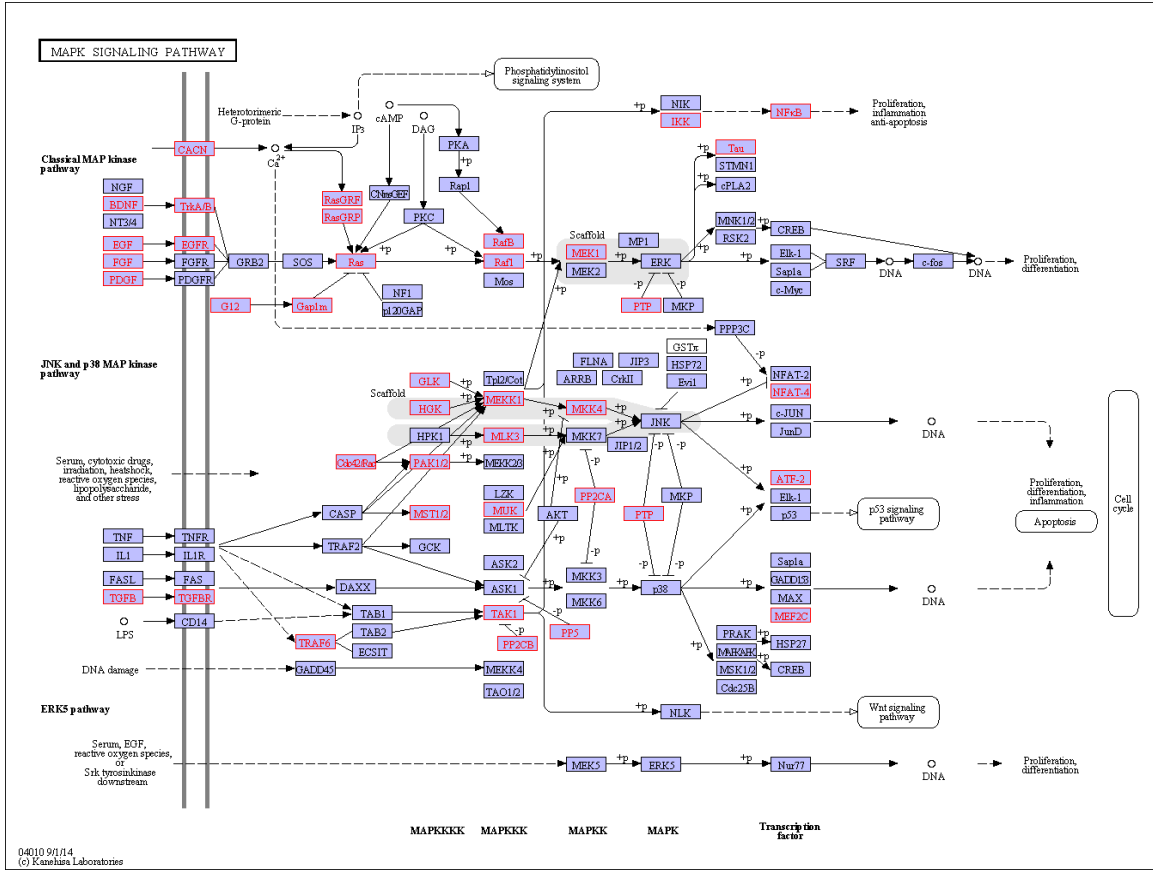 MAPK SIGNALING PATHWAY
Phosphatidylinositol
signaling system
Heterotorimeric
G-protein
IP3
cAMP
DAG
Ca2+
PKA
+p
Rap1
NIK
IKK
+p
NFκB
Proliferation,
inflammation
anti-apoptosis
Classical MAP kinase
pathway
CACN
NGF
BDNF
NT3/4
TrkA/B
EGF
EGFR
FGF
FGFR
PDGF
PDGFR
GRB2
SOS
RasGRF
RasGRP
CNrasGEF
PKC
Ras
+p
+p
RafB
Raf1
Mos
G12
Gap1m
NF1
p120GAP
+p
+p
Scaffold
MEK1
MEK2
+p
MP1
ERK
-p
-p
PTP
MKP
+p
Tau
STMN1
+p
cPLA2
+p
MNK1/2
RSK2
+p
CREB
+p
Elk-1
Sap1a
c-Myc
SRF
DNA
c-fos
DNA
Proliferation,
differentiation
PPP3C
-p
JNK and p38 MAP kinase
pathway
Scaffold
GLK
HGK
HPK1
+p
+p
+p
Tpl2/Cot
MEKK1
MLK3
MEKK2/3
+p
+p
FLNA
JIP3
ARRB
CrkII
GSTπ
HSP72
Evi1
MKK4
MKK7
+p
+p
JNK
JIP1/2
+p
NFAT-2
NFAT-4
+p
c-JUN
JunD
DNA
Serum, cytotoxic drugs,
irradiation, heatshock,
reactive oxygen species,
lipopolysaccharide,
and other stress
Cdc42/Rac
PAK1/2
+p
CASP
MST1/2
LZK
MUK
MLTK
AKT
+p
+p
-p
-p
PP2CA
-p
-p
PTP
MKP
-p
-p
+p
ATF-2
Elk-1
p53
+p
p53 signaling
pathway
Proliferation,
differentiation,
inflammation
Apoptosis
Cell
cycle
TNF
TNFR
IL1
IL1R
FASL
FAS
TGFB
TGFBR
LPS
CD14
TRAF2
GCK
DAXX
ASK2
ASK1
+p
MKK3
MKK6
+p
p38
+p
Sap1a
GADD153
MAX
MEF2C
DNA
TAB1
TAB2
ECSIT
TRAF6
+p
+p
TAK1
-p
PP2CB
-p
PP5
PRAK
MAPKAPK
MSK1/2
Cdc25B
+p
+p
+p
HSP27
CREB
DNA damage
GADD45
MEKK4
TAO1/2
ERK5 pathway
+p
NLK
Wnt signaling
pathway
Serum, EGF,
reactive oxygen species,
or
Srk tyrosinkinase
downstream
MEK5
+p
ERK5
+p
Nur77
DNA
Proliferation,
differentiation
MAPKKKK
MAPKKK
MAPKK
MAPK
Transcription
factor
04010 9/1/14
(c) Kanehisa Laboratories